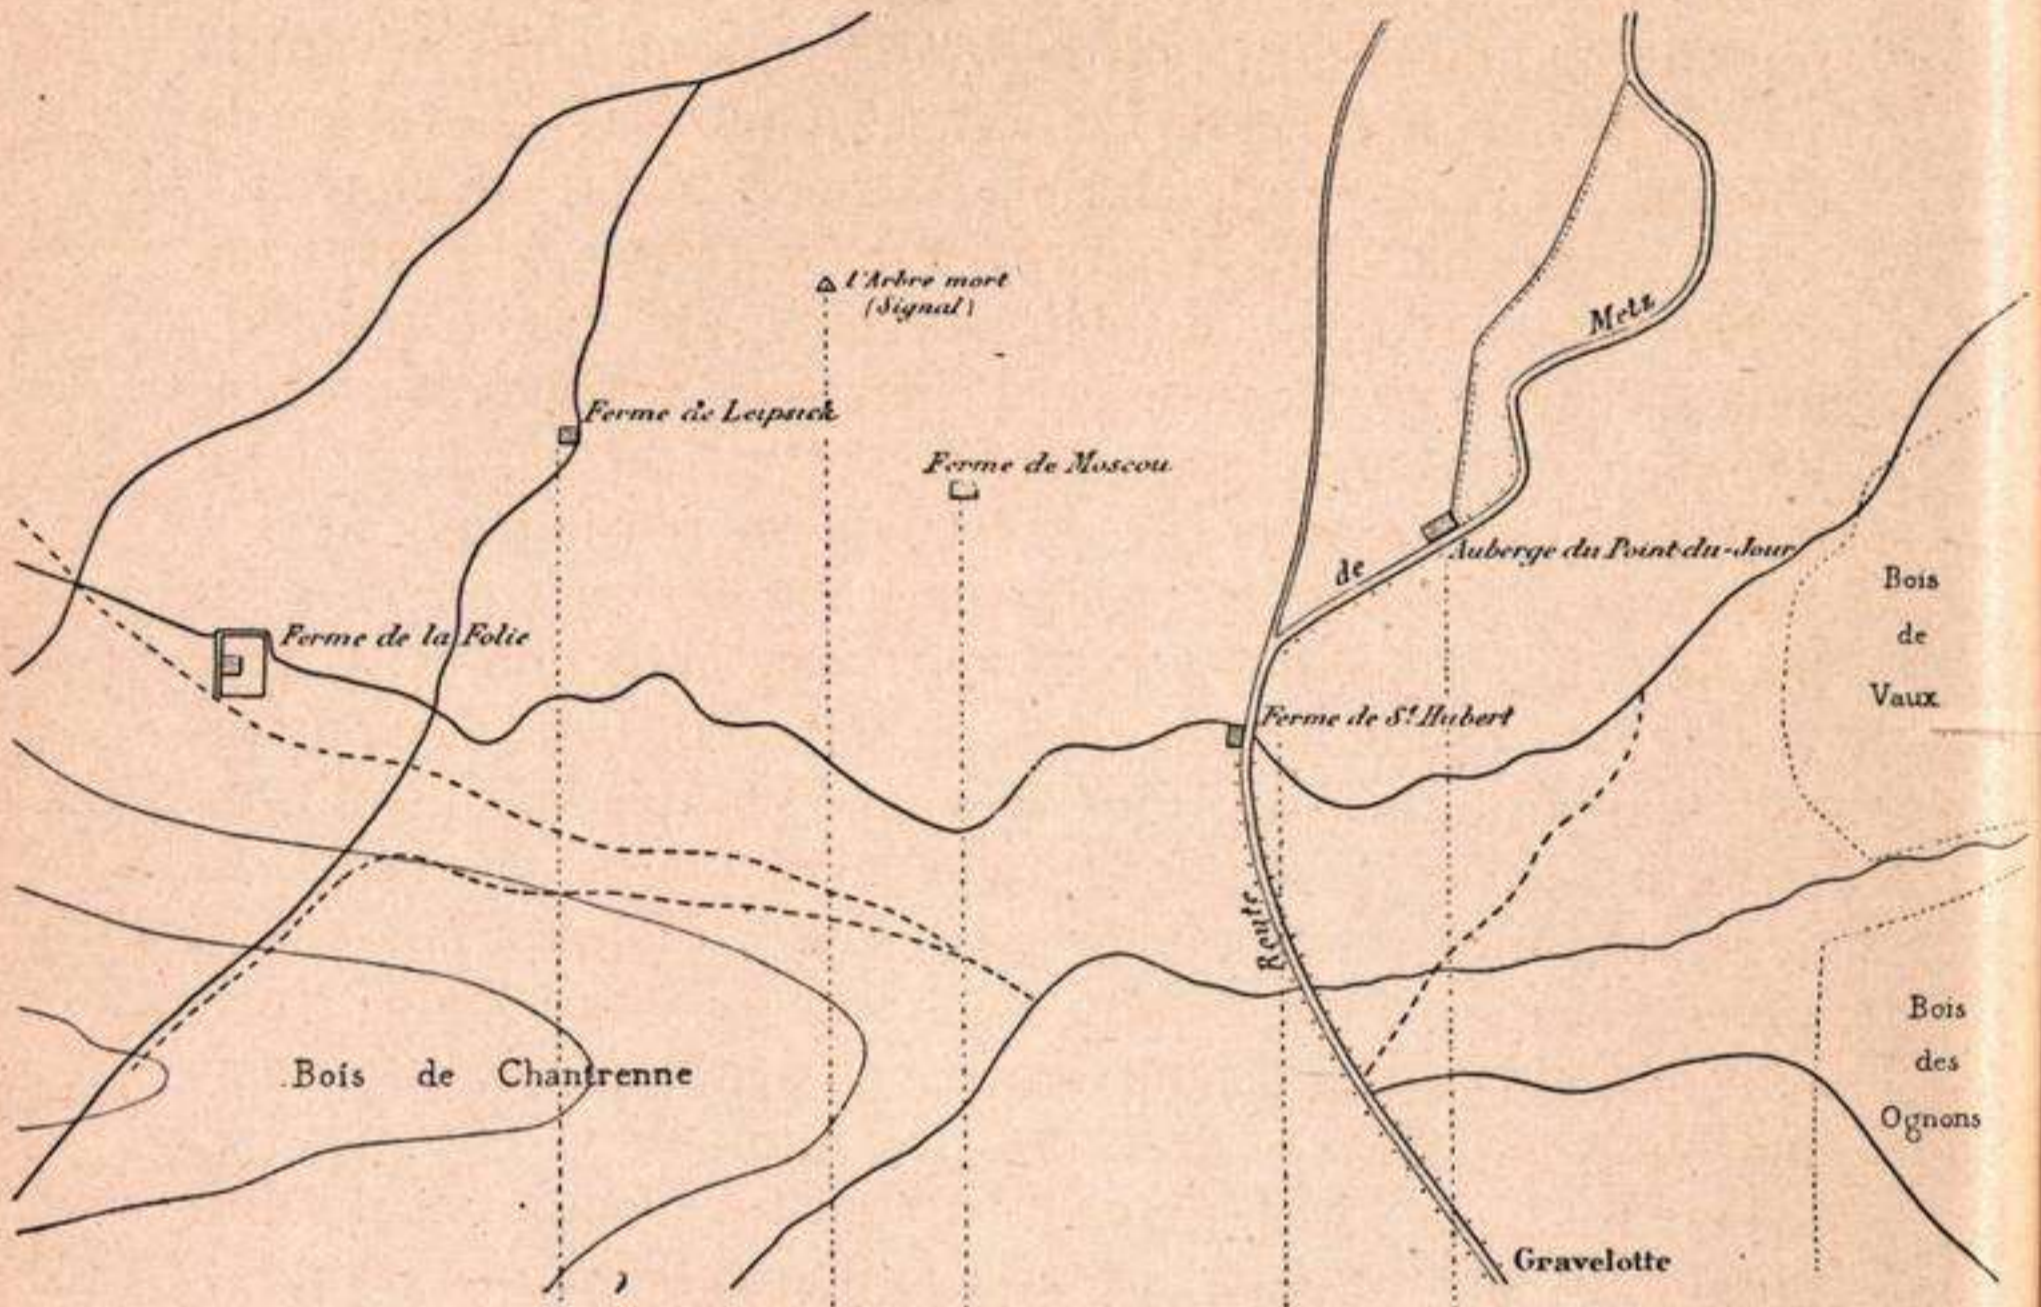 l'Arbre mort
(Signal)
Metz
Ferme de Leipsick
Ferme de Moscou
de
Auberge du Point-du-Jour
Bois
de
Vaux
Ferme de la Folie
Ferme de St Hubert
Route
Bois
des
Ognons
Bois de Chantrenne
Gravelotte